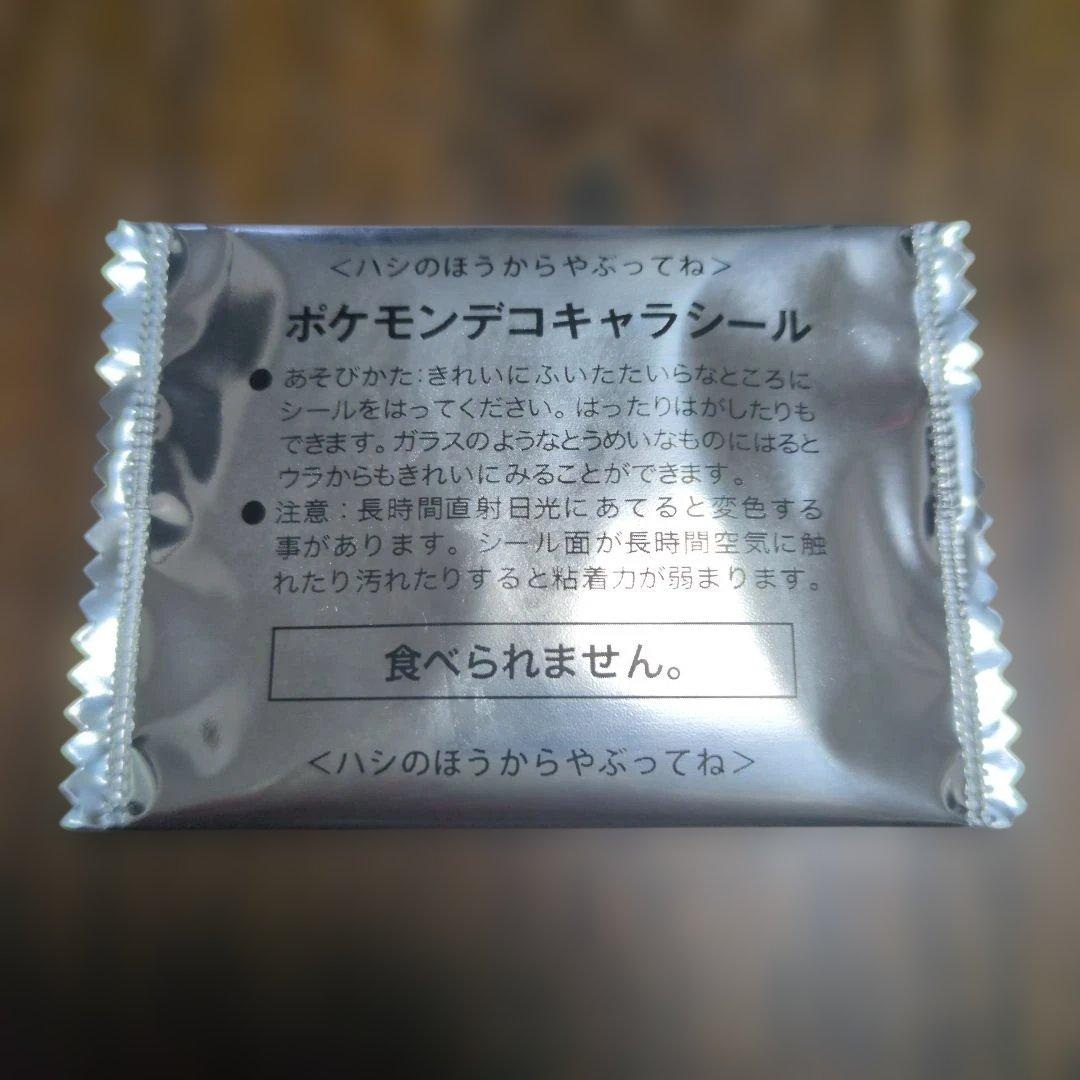 ＜ハシのほうからやぶってね＞
ポケモンデコキャラシール
●あそびかた：きれいにふいたたいらなところに
シールをはってください。はったりはがしたりも
できます。ガラスのようなとうめいなものにはると
ウラからもきれいにみることができます。
●注意：長時間直射日光にあてると変色する
事があります。シール面が長時間空気に触
れたり汚れたりすると粘着力が弱まります。
食べられません。
＜ハシのほうからやぶってね＞